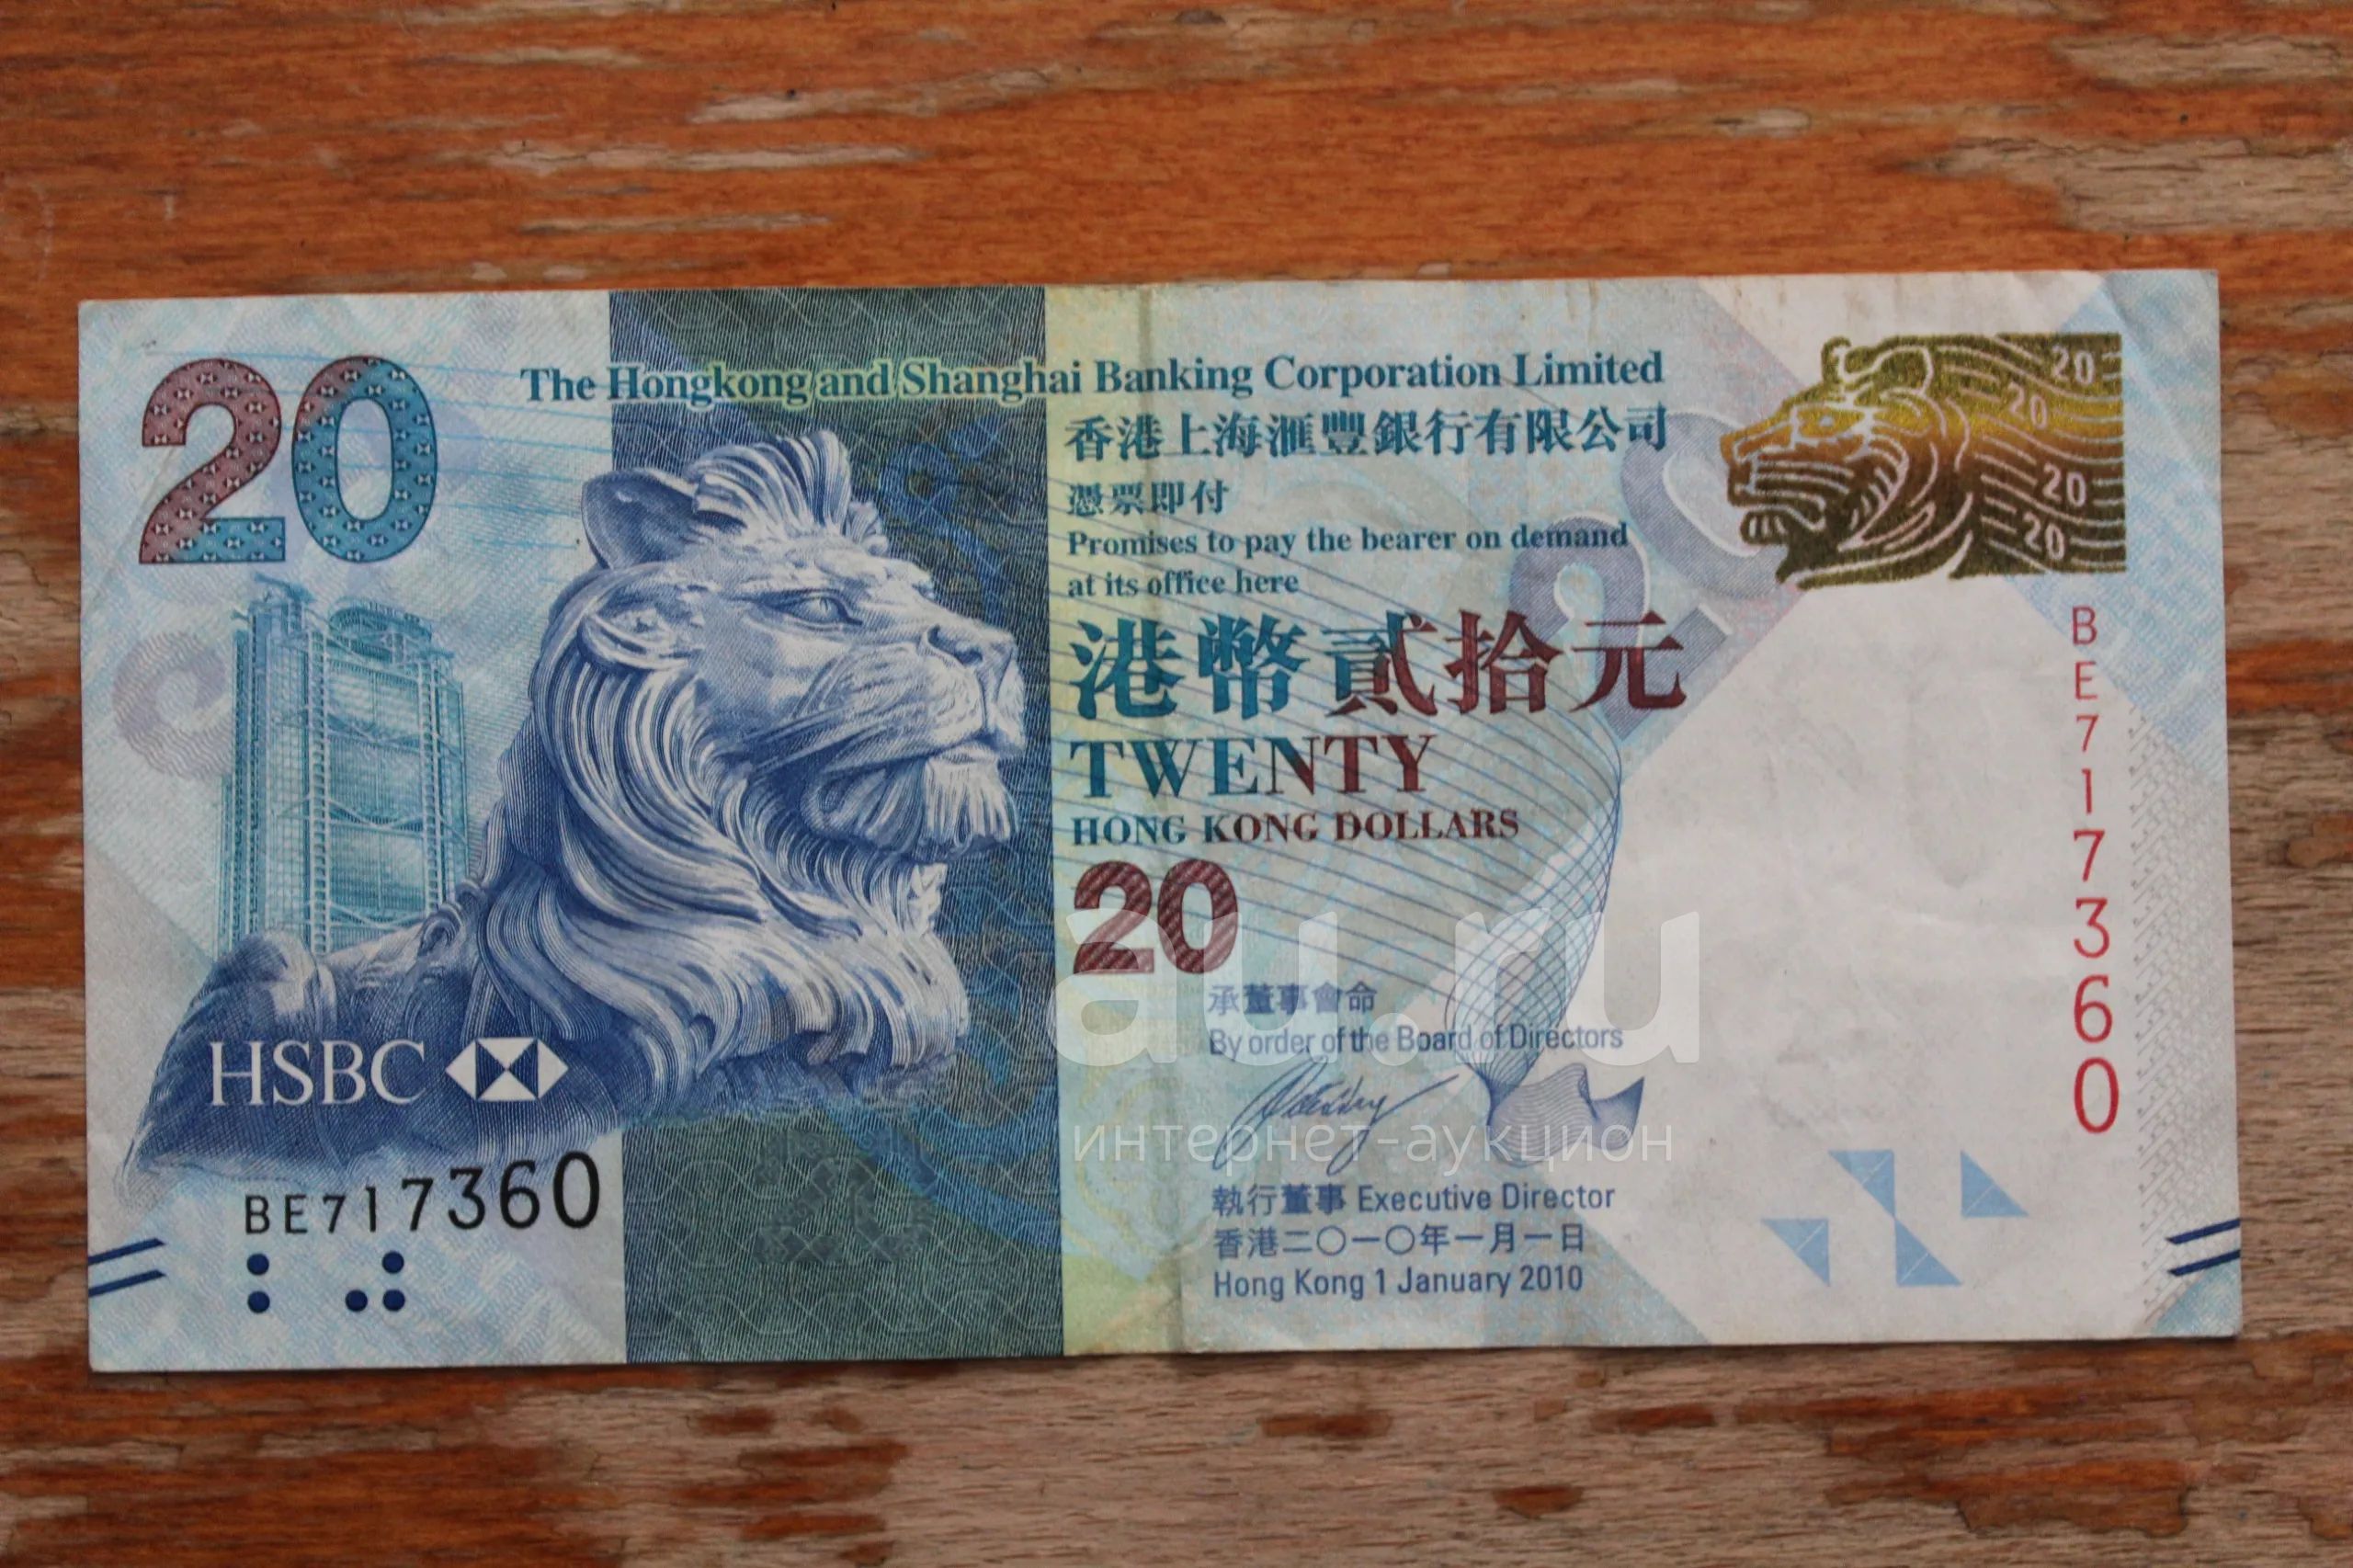 20
The Hongkong and Shanghai Banking Corporation Limited
香港上海滙豐銀行有限公司
憑票即付
Promises to pay the bearer on demand
at its office here
港幣貳拾元
TWENTY
HONG KONG DOLLARS
20
承董事會命
By order of the Board of Directors
執行董事 Executive Director
香港二〇一〇年一月一日
Hong Kong 1 January 2010
HSBC
BE717360
20
20
20
20
BE717360
20
au.ru
интернет-аукцион